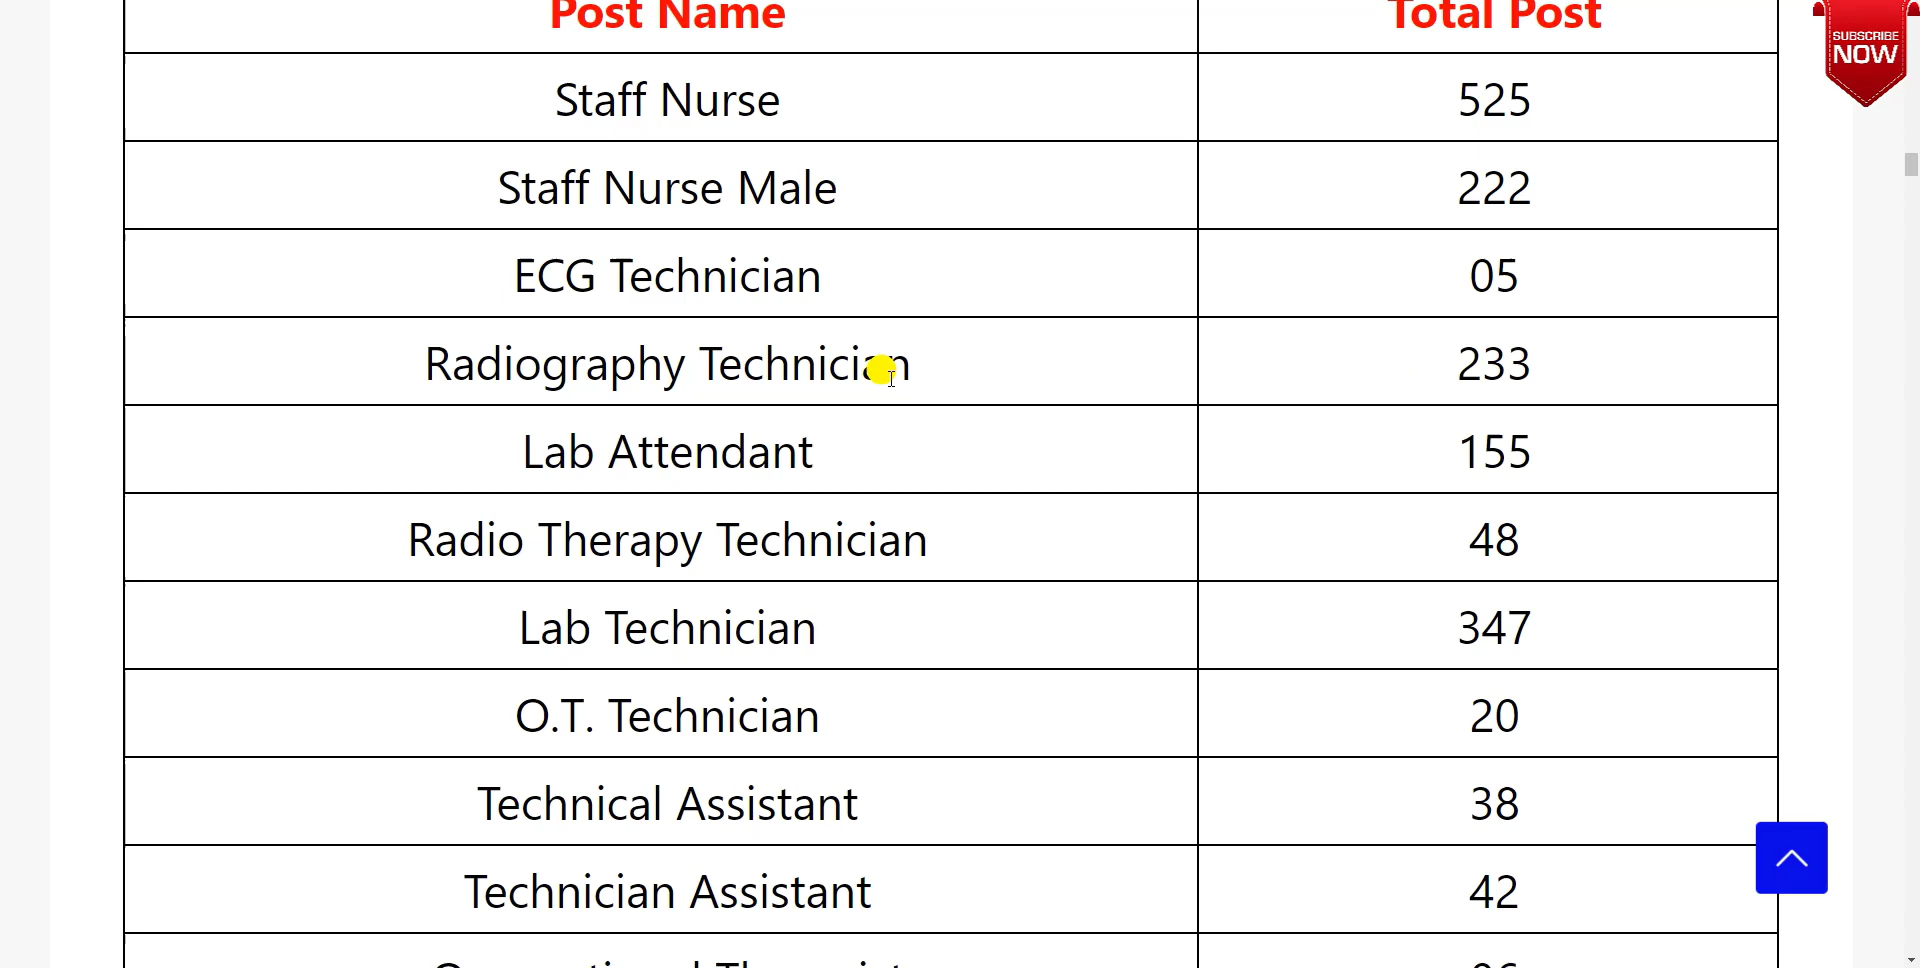 Post Name Total Post
SUBSCRIBE
NOW
Staff Nurse 525
Staff Nurse Male 222
ECG Technician 05
Radiography Technician 233
Lab Attendant 155
Radio Therapy Technician 48
Lab Technician 347
O.T. Technician 20
Technical Assistant 38
Technician Assistant 42